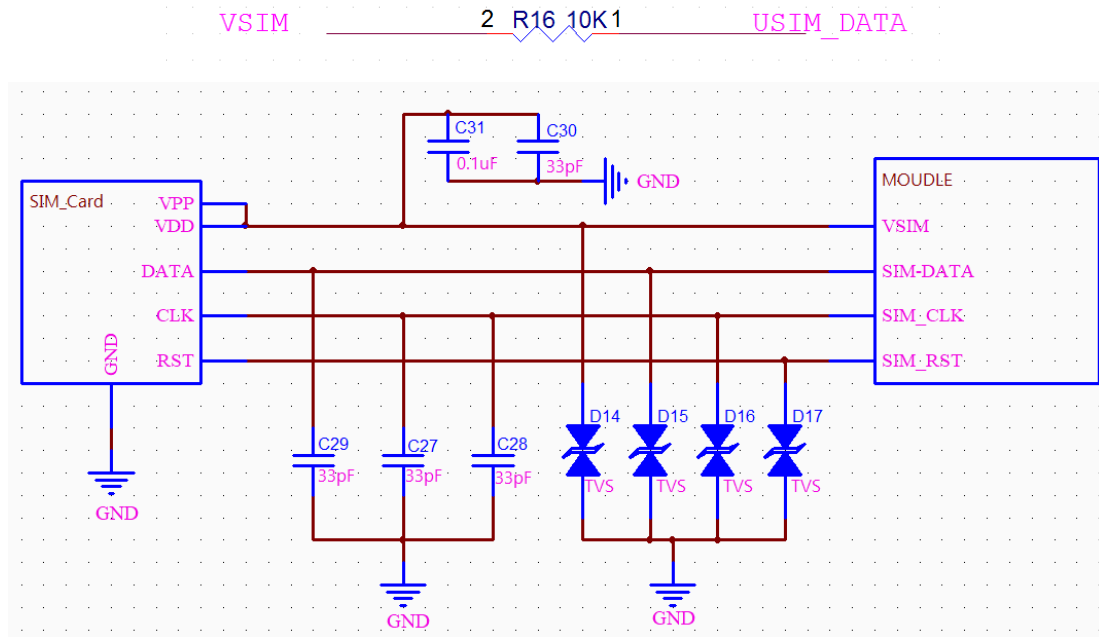 VSIM 2 R16 10K 1 USIM_DATA
C31 C30
0.1uF 33pF
GND
SIM_Card
MOUDLE
VPP
VDD VSIM
DATA SIM-DATA
CLK SIM_CLK
RST SIM_RST
GND
D14 D15 D16 D17
C29 C27 C28
33pF 33pF 33pF
TVS TVS TVS TVS
GND
GND GND